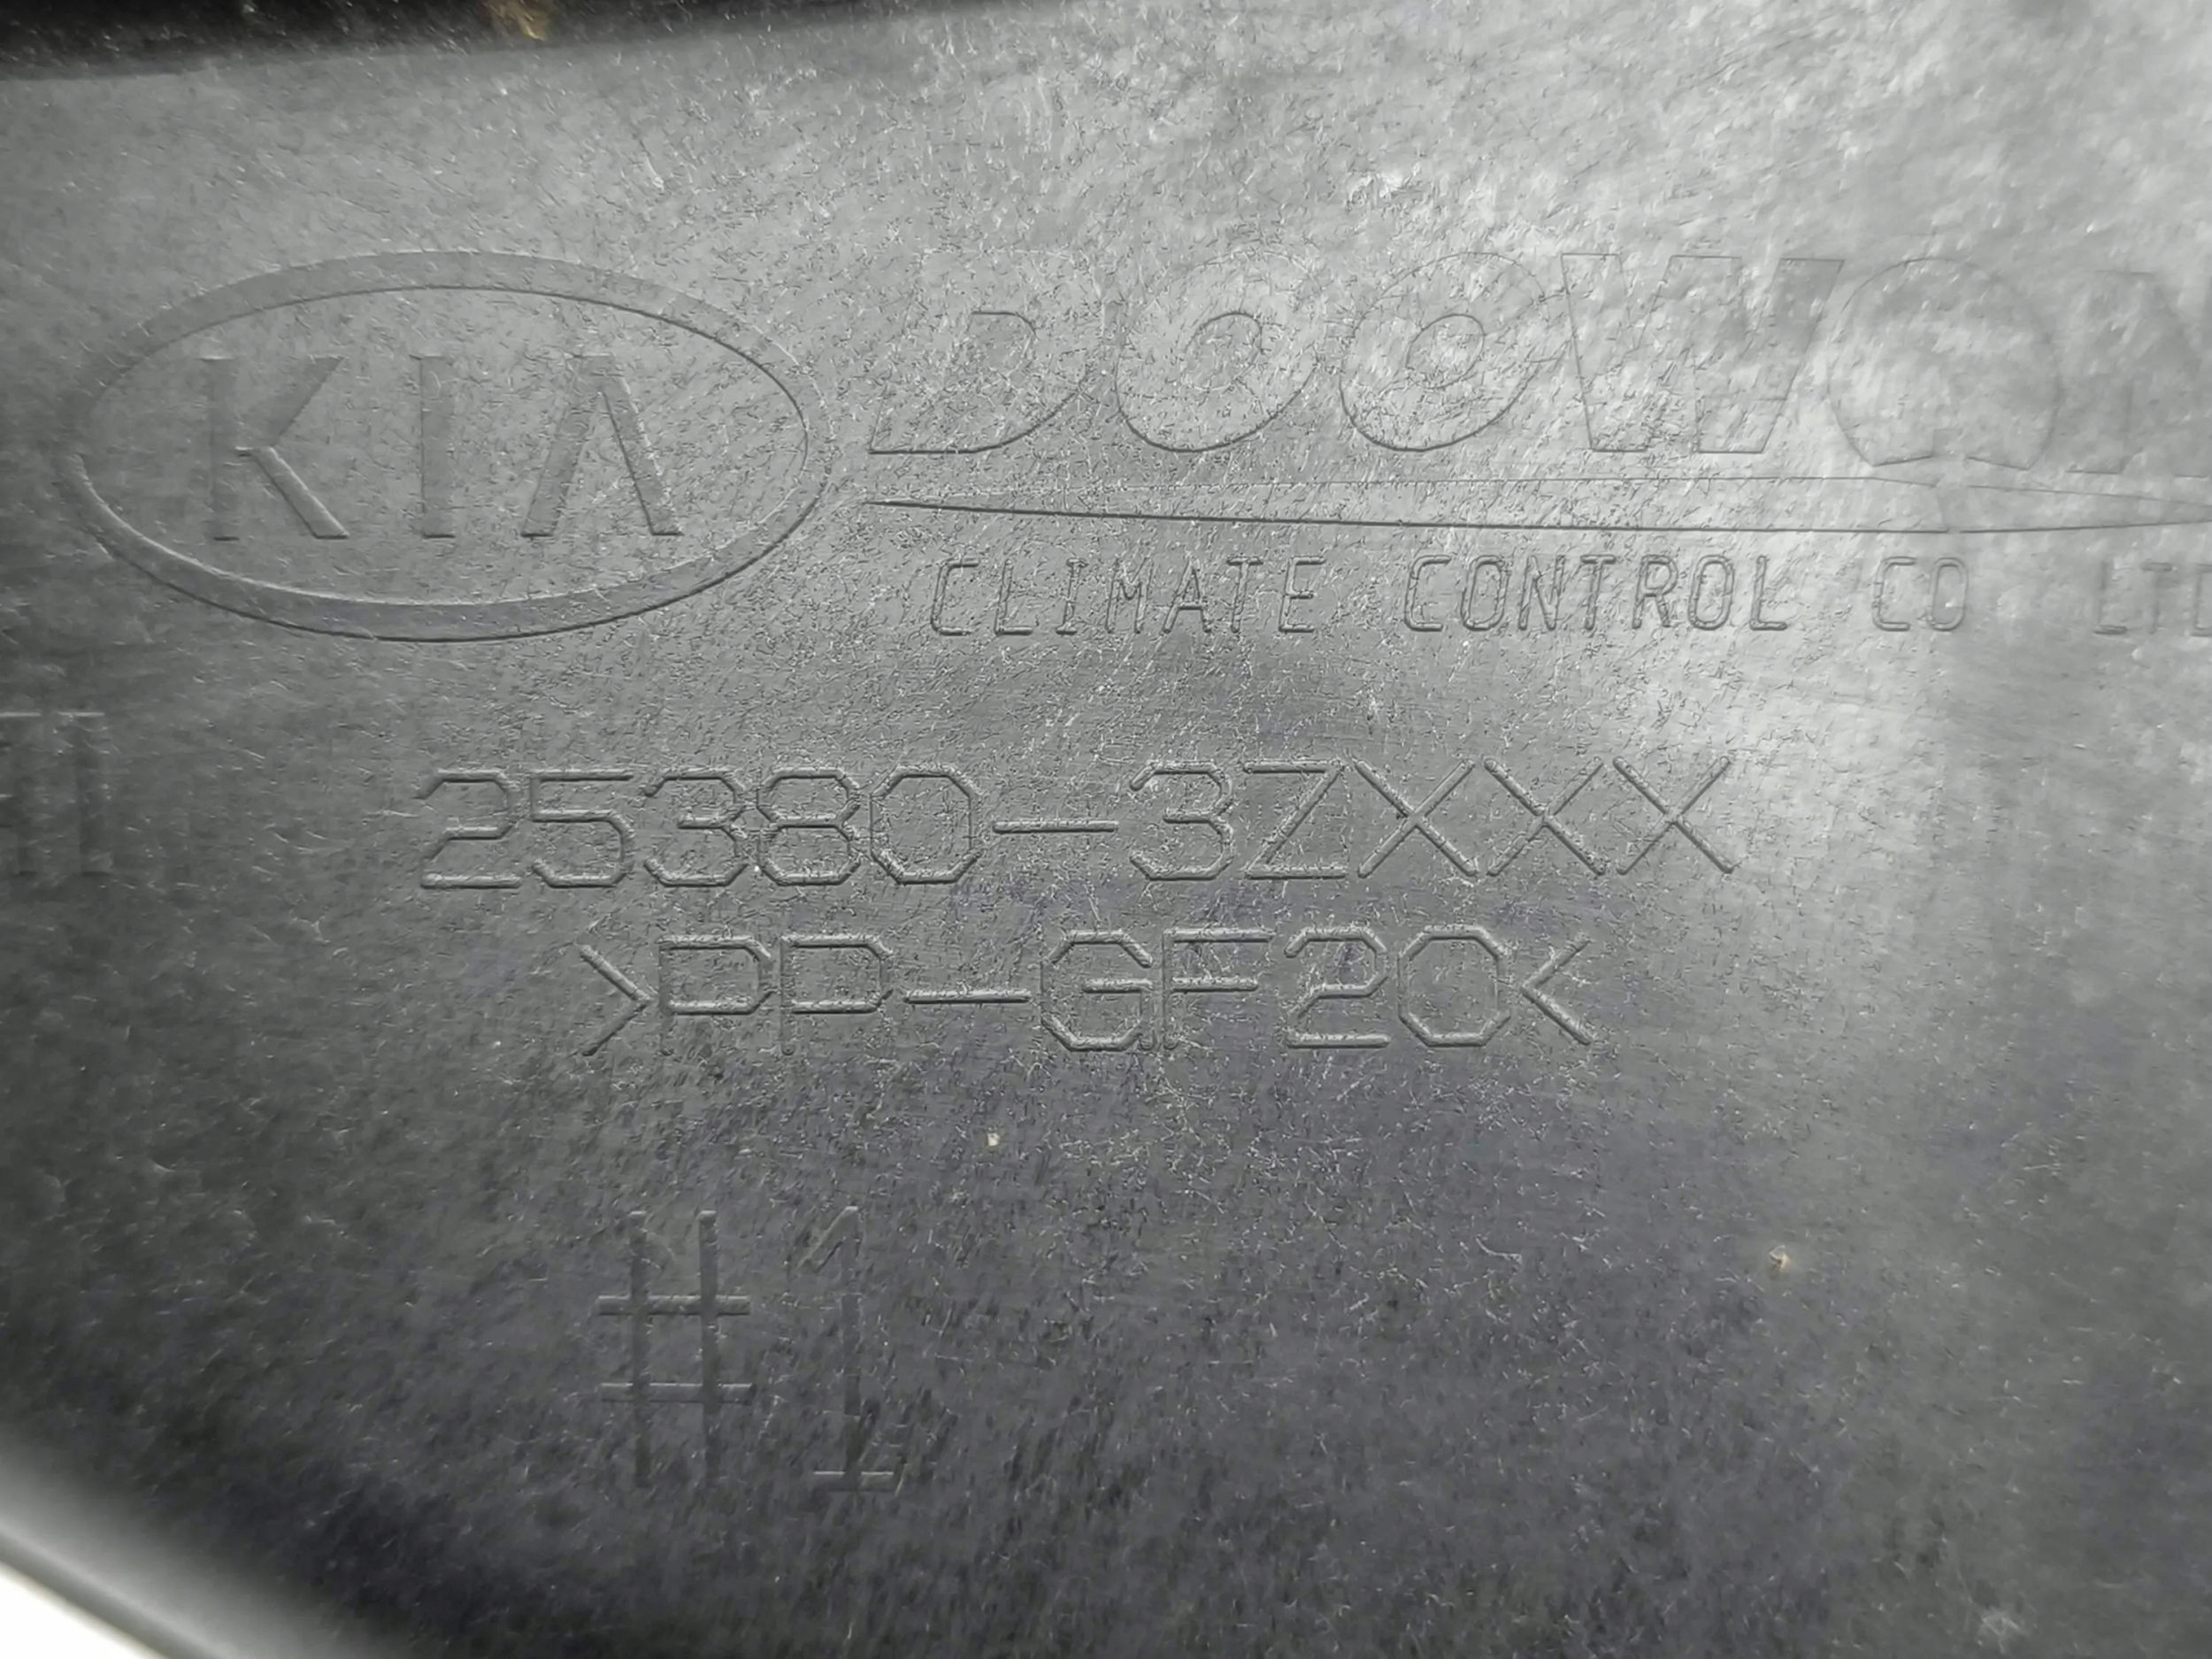 KIA DOOWON
CLIMATE CONTROL CO LTD
25380-3ZXXX
>PP-GF20<
#1